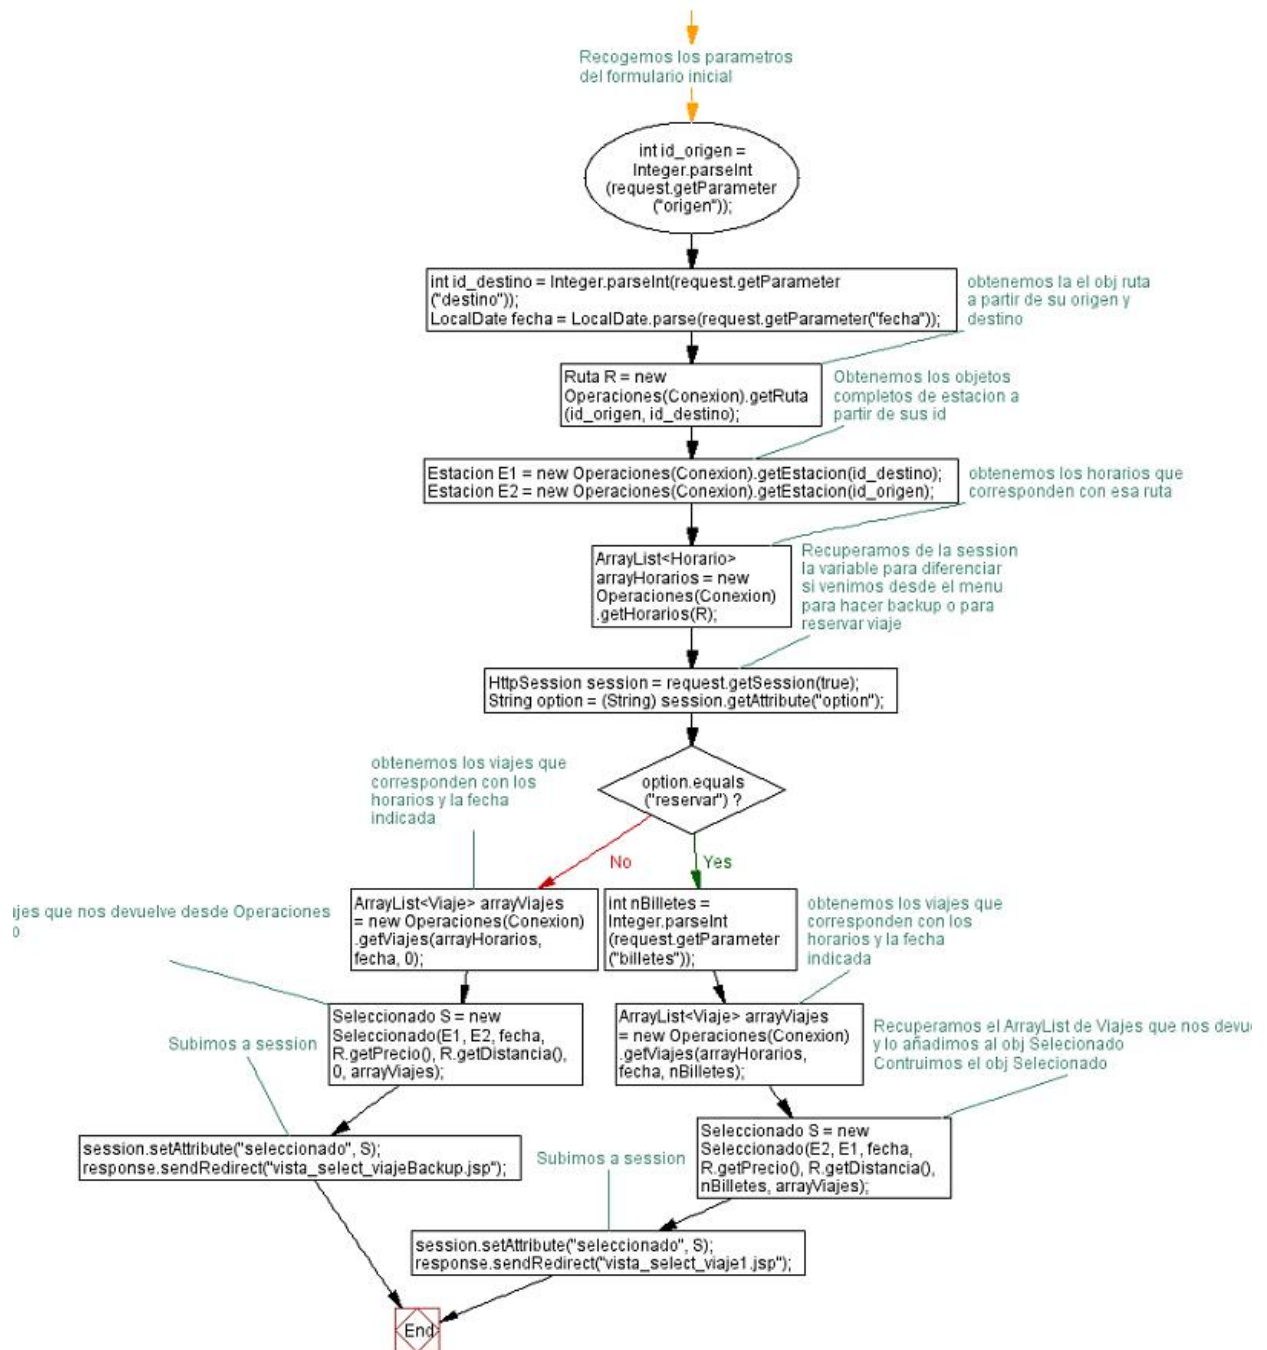 Recogemos los parametros
del formulario inicial
int id_origen =
Integer.parseInt
(request.getParameter
("origen"));
int id_destino = Integer.parseInt(request.getParameter
("destino"));
LocalDate fecha = LocalDate.parse(request.getParameter("fecha"));
obtenemos la el obj ruta
a partir de su origen y
destino
Ruta R = new
Operaciones(Conexion).getRuta
(id_origen, id_destino);
Obtenemos los objetos
completos de estacion a
partir de sus id
Estacion E1 = new Operaciones(Conexion).getEstacion(id_destino);
Estacion E2 = new Operaciones(Conexion).getEstacion(id_origen);
obtenemos los horarios que
corresponden con esa ruta
ArrayList<Horario>
arrayHorarios = new
Operaciones(Conexion)
.getHorarios(R);
Recuperamos de la session
la variable para diferenciar
si venimos desde el menu
para hacer backup o para
reservar viaje
HttpSession session = request.getSession(true);
String option = (String) session.getAttribute("option");
option.equals
("reservar") ?
obtenemos los viajes que
corresponden con los
horarios y la fecha
indicada
No
Yes
ArrayList<Viaje> arrayViajes
= new Operaciones(Conexion)
.getViajes(arrayHorarios,
fecha, 0);
int nBilletes =
Integer.parseInt
(request.getParameter
("billetes"));
obtenemos los viajes que
corresponden con los
horarios y la fecha
indicada
que nos devuelve desde Operaciones
Seleccionado S = new
Seleccionado(E1, E2, fecha,
R.getPrecio(), R.getDistancia(),
0, arrayViajes);
ArrayList<Viaje> arrayViajes
= new Operaciones(Conexion)
.getViajes(arrayHorarios,
fecha, nBilletes);
Recuperamos el ArrayList de Viajes que nos
y lo añadimos al obj Selecionado
Contruimos el obj Selecionado
Subimos a session
session.setAttribute("seleccionado", S);
response.sendRedirect("vista_select_viajeBackup.jsp");
Seleccionado S = new
Seleccionado(E2, E1, fecha,
R.getPrecio(), R.getDistancia(),
nBilletes, arrayViajes);
Subimos a session
session.setAttribute("seleccionado", S);
response.sendRedirect("vista_select_viaje1.jsp");
End